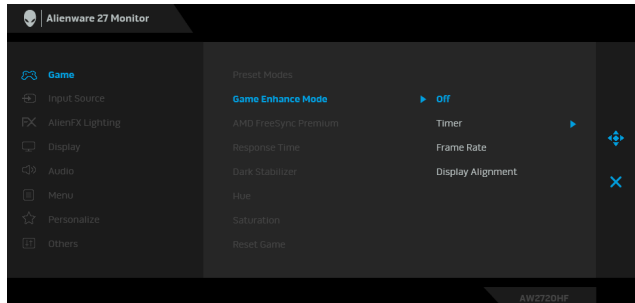 Alienware 27 Monitor
Game
Input Source
FX AlienFX Lighting
Display
Audio
Menu
Personalize
Others
Preset Modes
Game Enhance Mode
AMD FreeSync Premium
Response Time
Dark Stabilizer
Hue
Saturation
Reset Game
Off
Timer
Frame Rate
Display Alignment
AW2720HF